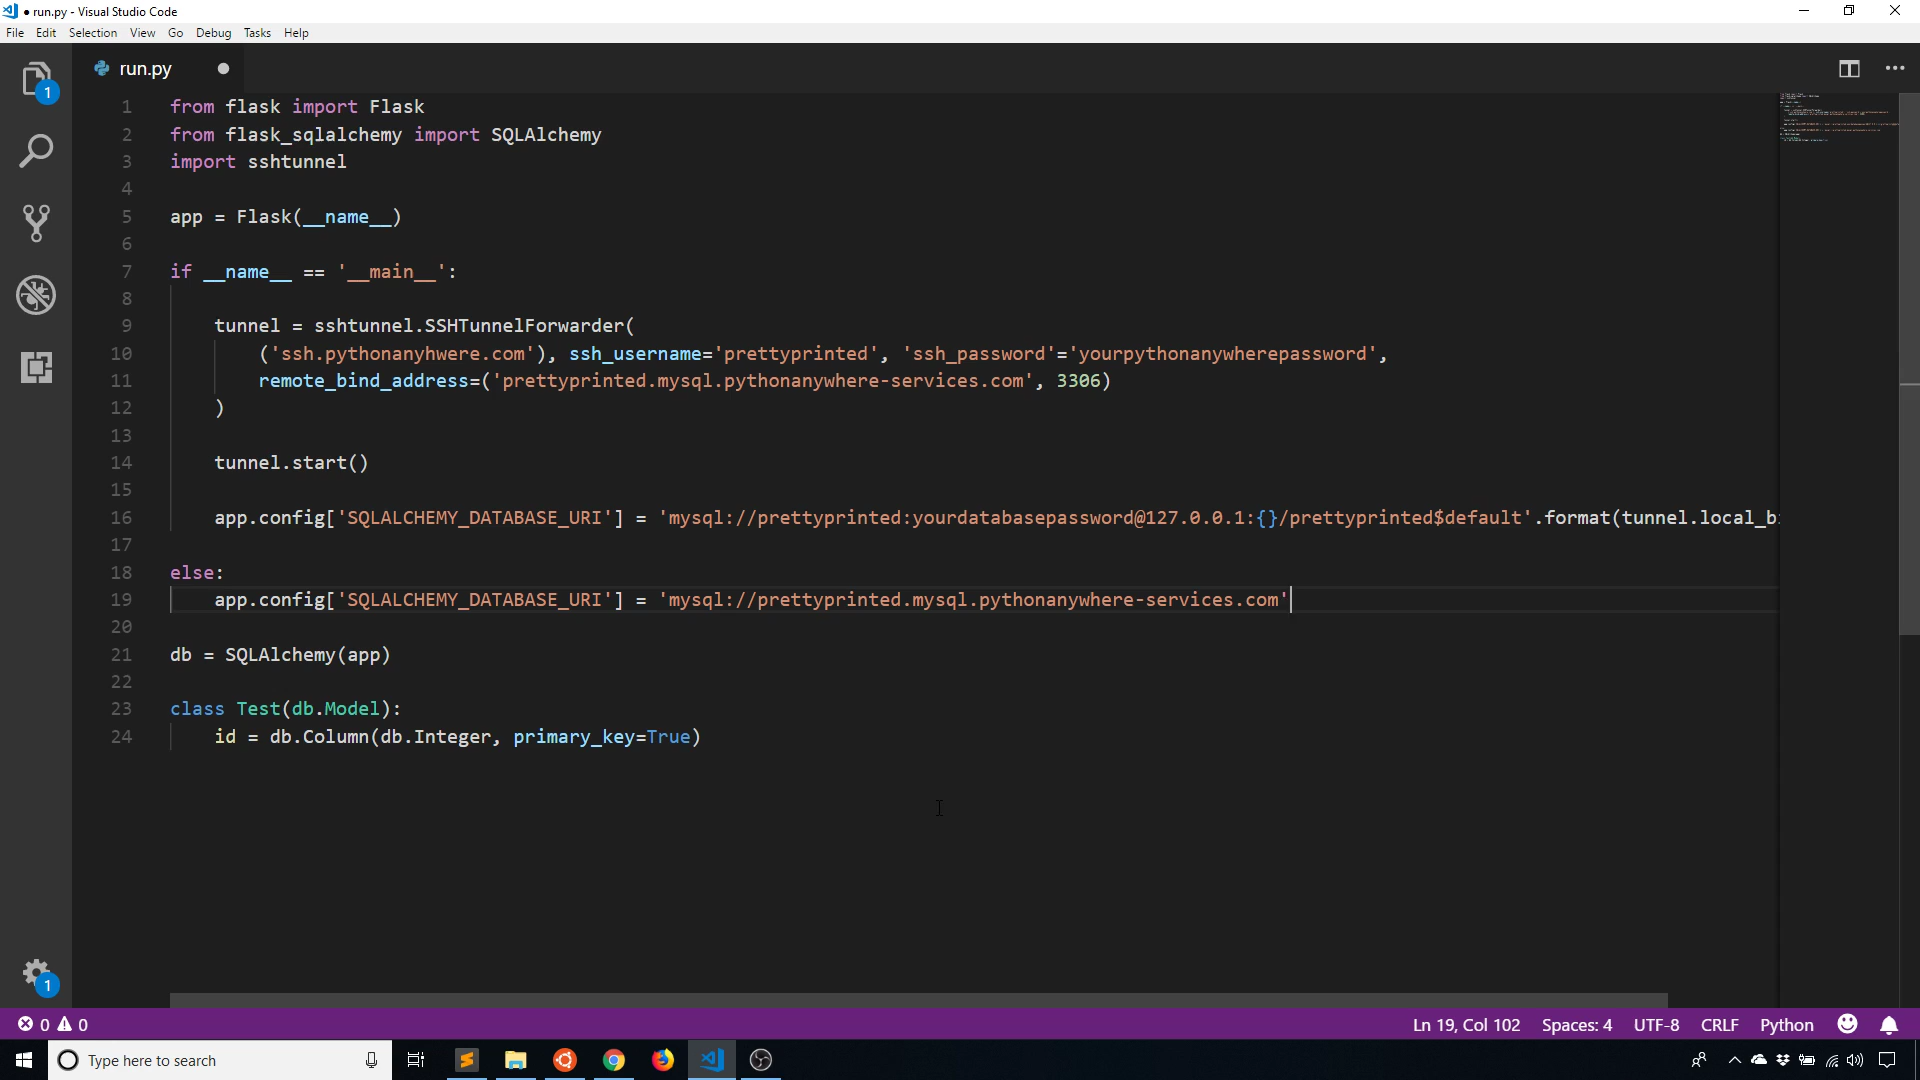 run.py - Visual Studio Code
File Edit Selection View Go Debug Tasks Help
1
run.py
1 from flask import Flask
2 from flask_sqlalchemy import SQLAlchemy
3 import sshtunnel
4
5 app = Flask(__name__)
6
7 if __name__ == '__main__':
8
9 tunnel = sshtunnel.SSHTunnelForwarder(
10 ('ssh.pythonanyhwere.com'), ssh_username='prettyprinted', 'ssh_password'='yourpythonanywherepassword',
11 remote_bind_address=('prettyprinted.mysql.pythonanywhere-services.com', 3306)
12 )
13
14 tunnel.start()
15
16 app.config['SQLALCHEMY_DATABASE_URI'] = 'mysql://prettyprinted:yourdatabasepassword@127.0.0.1:{}/prettyprinted$default'.format(tunnel.local_b
17
18 else:
19 app.config['SQLALCHEMY_DATABASE_URI'] = 'mysql://prettyprinted.mysql.pythonanywhere-services.com'
20
21 db = SQLAlchemy(app)
22
23 class Test(db.Model):
24 id = db.Column(db.Integer, primary_key=True)
1
0 0 Ln 19, Col 102 Spaces: 4 UTF-8 CRLF Python
Type here to search